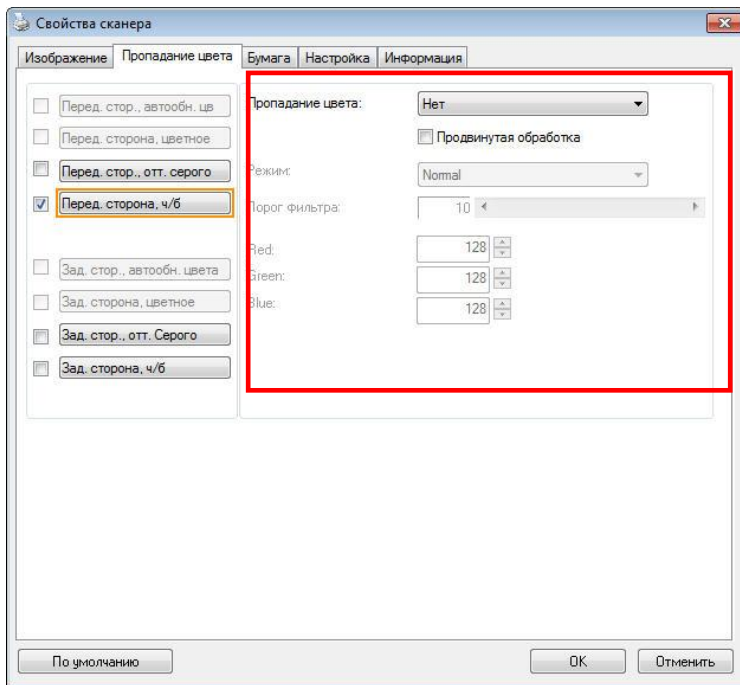 Свойства сканера
Изображение Пропадание цвета Бумага Настройка Информация
Перед. стор., автообн. цв
Перед. сторона, цветное
Перед. стор., отт. серого
Перед. сторона, ч/б
Зад. стор., автообн. цвета
Зад. сторона, цветное
Зад. стор., отт. Серого
Зад. сторона, ч/б
Пропадание цвета: Нет
Продвинутая обработка
Режим: Normal
Порог фильтра: 10
Red: 128
Green: 128
Blue: 128
По умолчанию OK Отменить